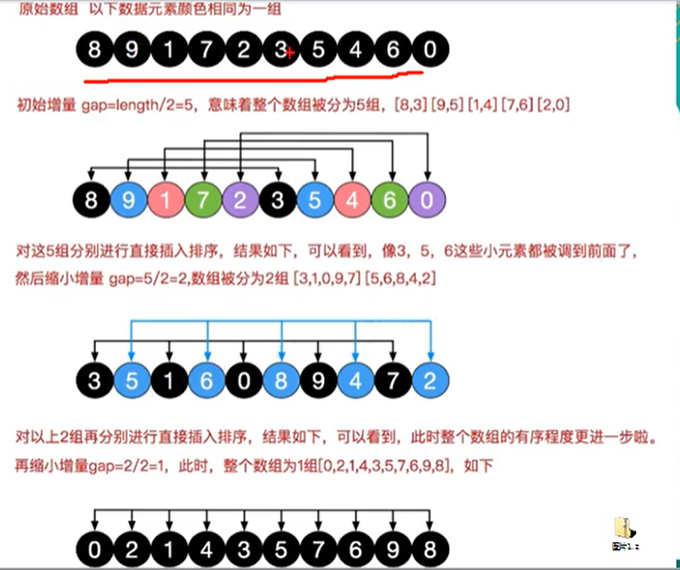 原始数组 以下数据元素颜色相同为一组
8 9 1 7 2 3 5 4 6 0
初始增量 gap=length/2=5，意味着整个数组被分为5组，[8,3][9,5][1,4][7,6][2,0]
8 9 1 7 2 3 5 4 6 0
对这5组分别进行直接插入排序，结果如下，可以看到，像3，5，6这些小元素都被调到前面了，
然后缩小增量 gap=5/2=2,数组被分为2组 [3,1,0,9,7][5,6,8,4,2]
3 5 1 6 0 8 9 4 7 2
对以上2组再分别进行直接插入排序，结果如下，可以看到，此时整个数组的有序程度更进一步啦。
再缩小增量gap=2/2=1，此时，整个数组为1组[0,2,1,4,3,5,7,6,9,8]，如下
图片1.z
0 2 1 4 3 5 7 6 9 8